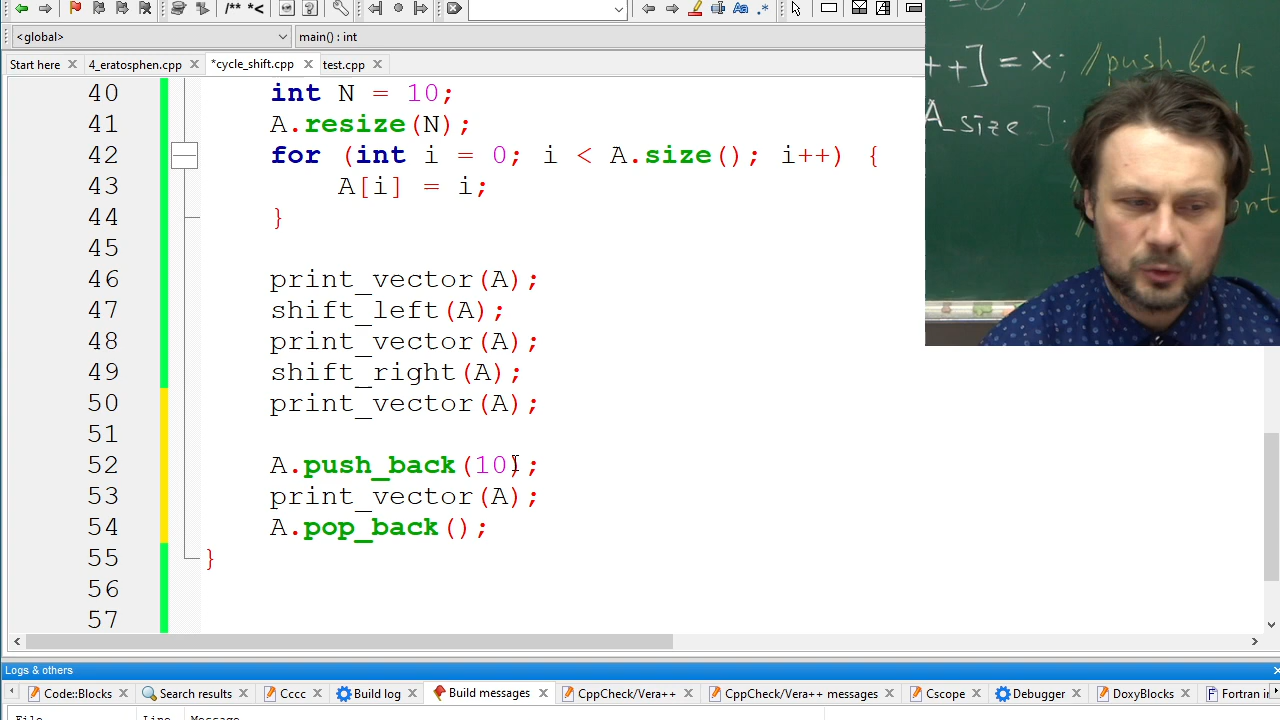 /** *<
<global>
main() : int
Start here
4_eratosphen.cpp
*cycle_shift.cpp
test.cpp
40 int N = 10;
41 A.resize(N);
42 for (int i = 0; i < A.size(); i++) {
43 A[i] = i;
44 }
45
46 print_vector(A);
47 shift_left(A);
48 print_vector(A);
49 shift_right(A);
50 print_vector(A);
51
52 A.push_back(10);
53 print_vector(A);
54 A.pop_back();
55 }
56
57
++] = x; //push_back
A_size ];
Logs & others
Code::Blocks
Search results
Cccc
Build log
Build messages
CppCheck/Vera++
CppCheck/Vera++ messages
Cscope
Debugger
DoxyBlocks
Fortran in
File Line Message